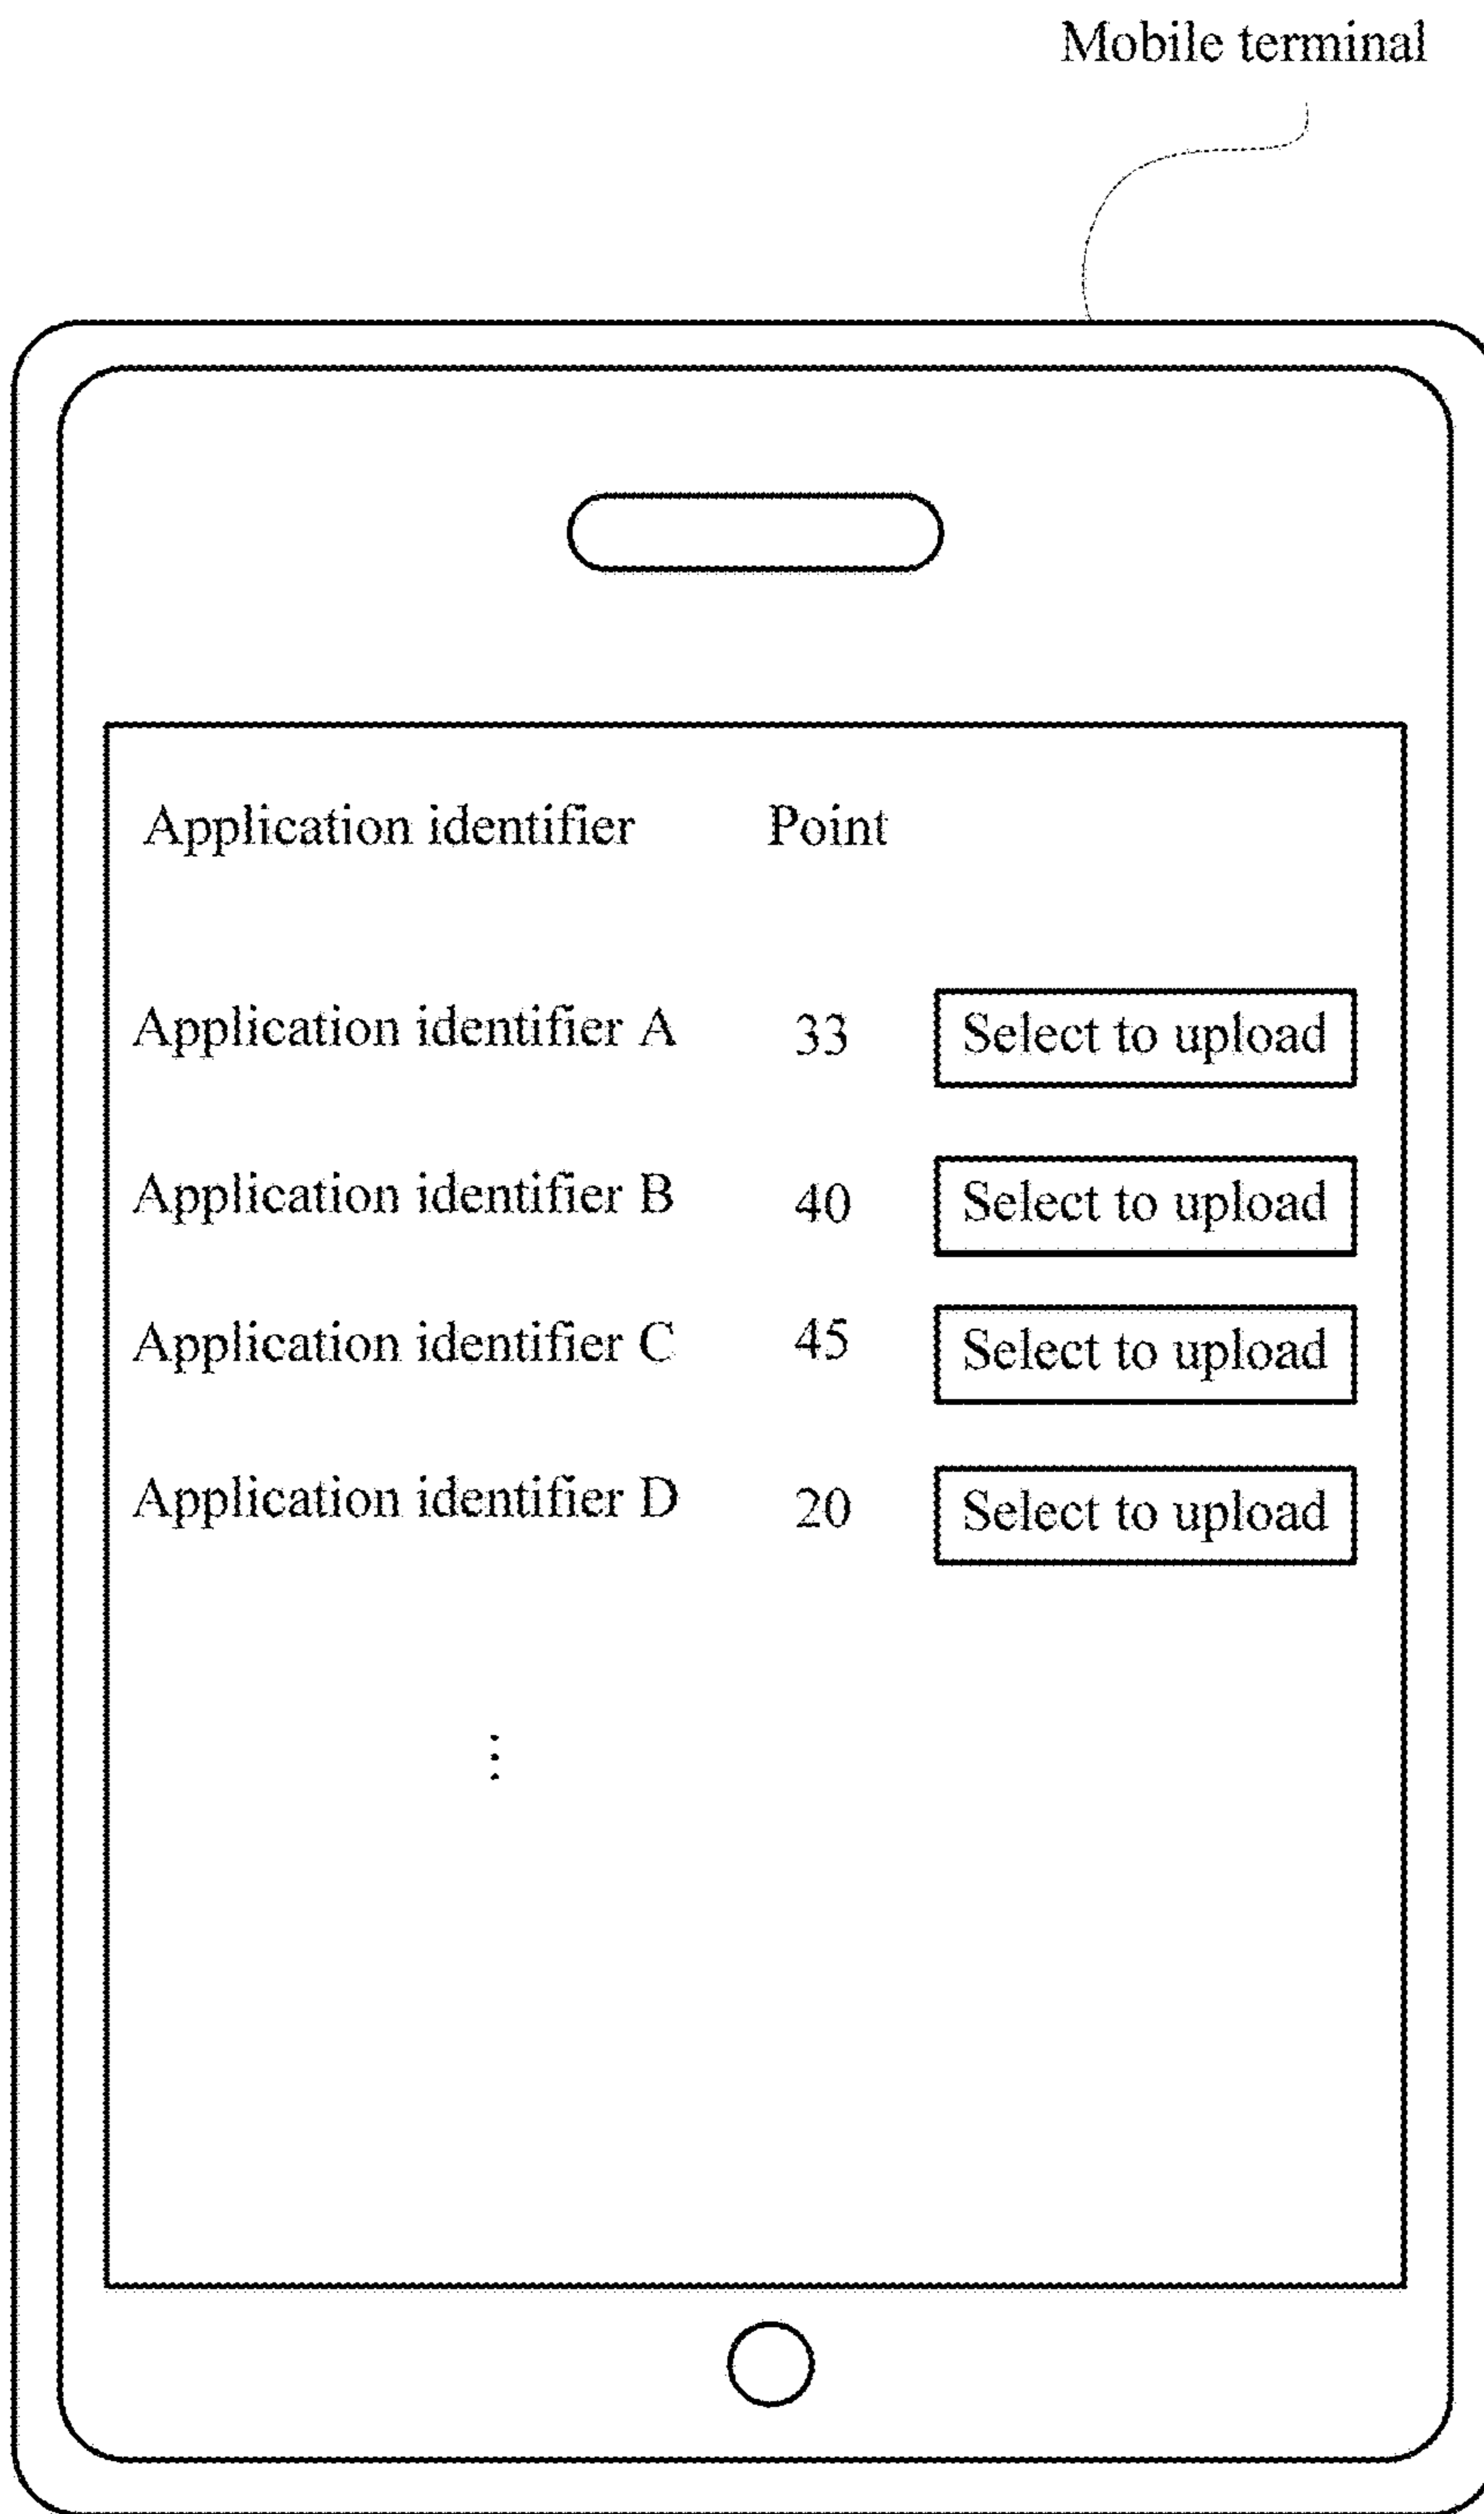 Mobile terminal
Application identifier Point
Application identifier A 33 Select to upload
Application identifier B 40 Select to upload
Application identifier C 45 Select to upload
Application identifier D 20 Select to upload
⋮